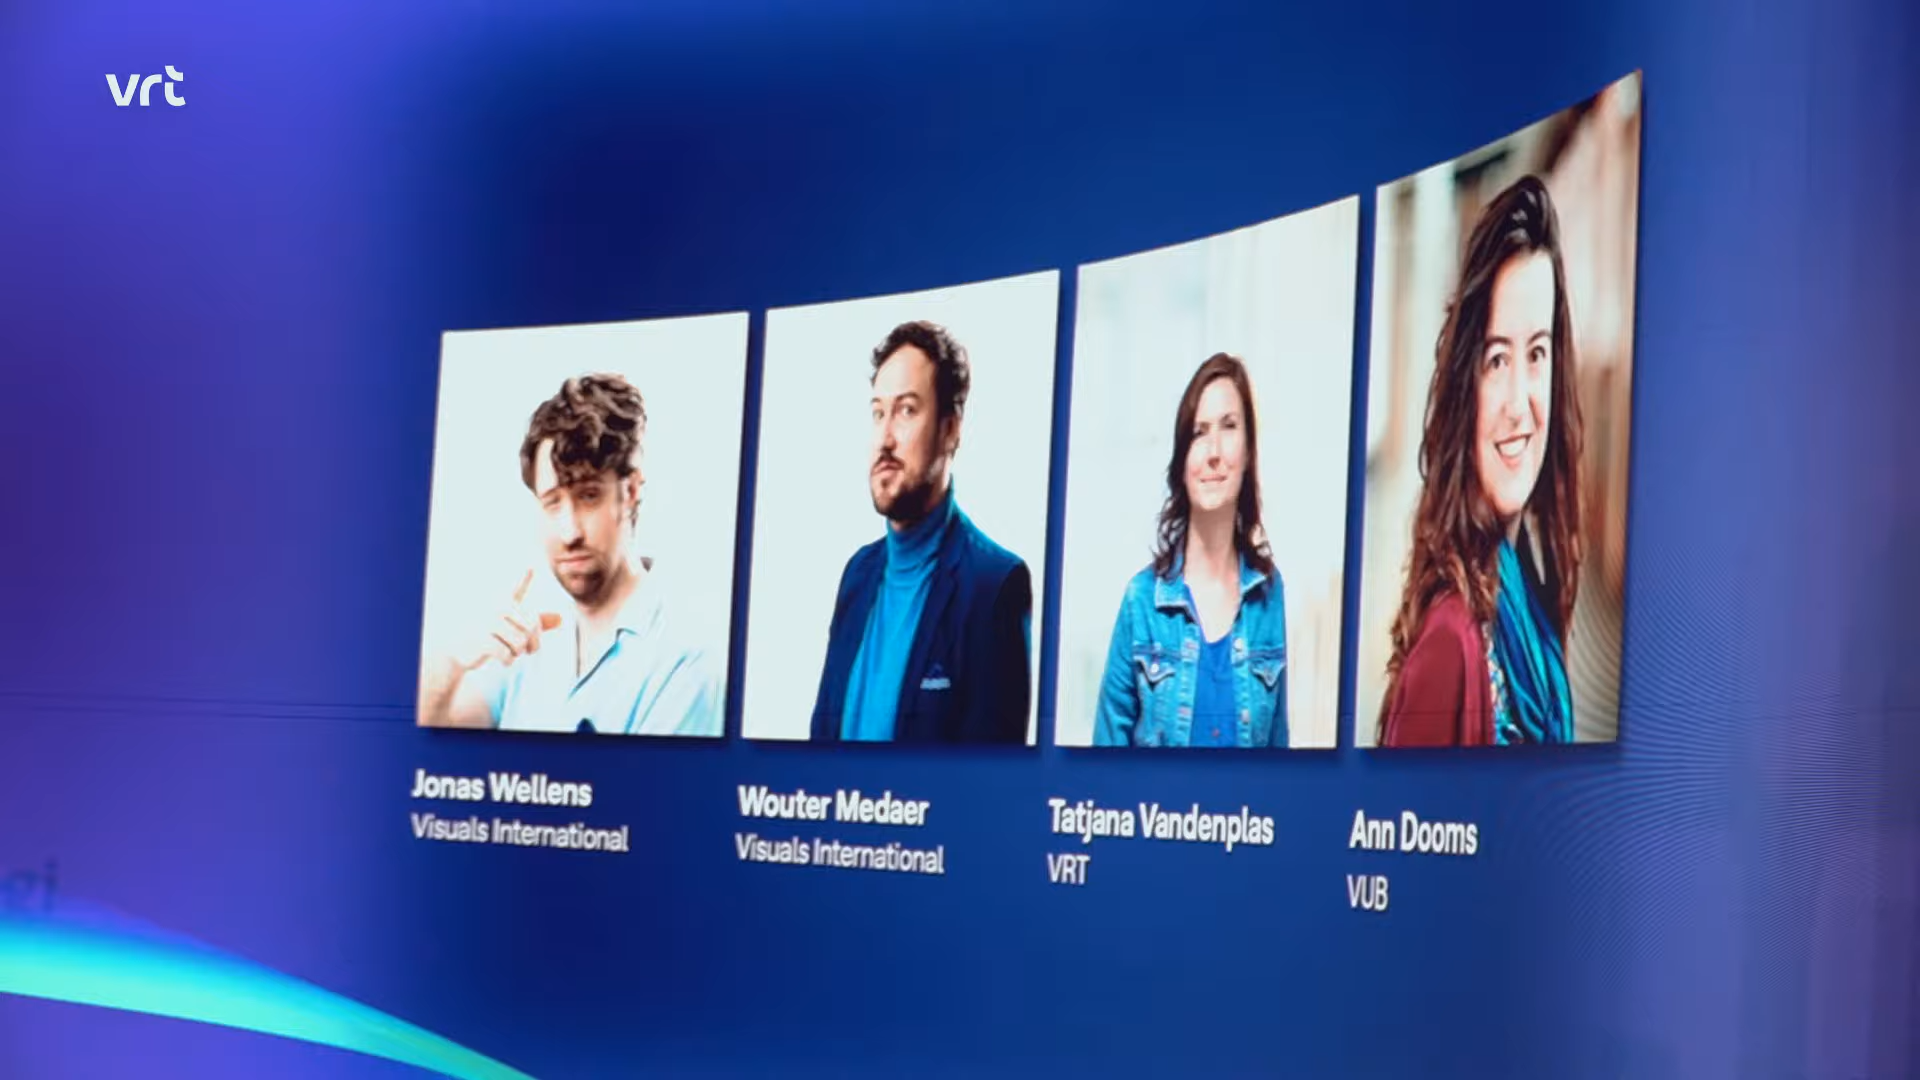 vrt
Jonas Wellens
Visuals International
Wouter Medaer
Visuals International
Tatjana Vandenplas
VRT
Ann Dooms
VUB